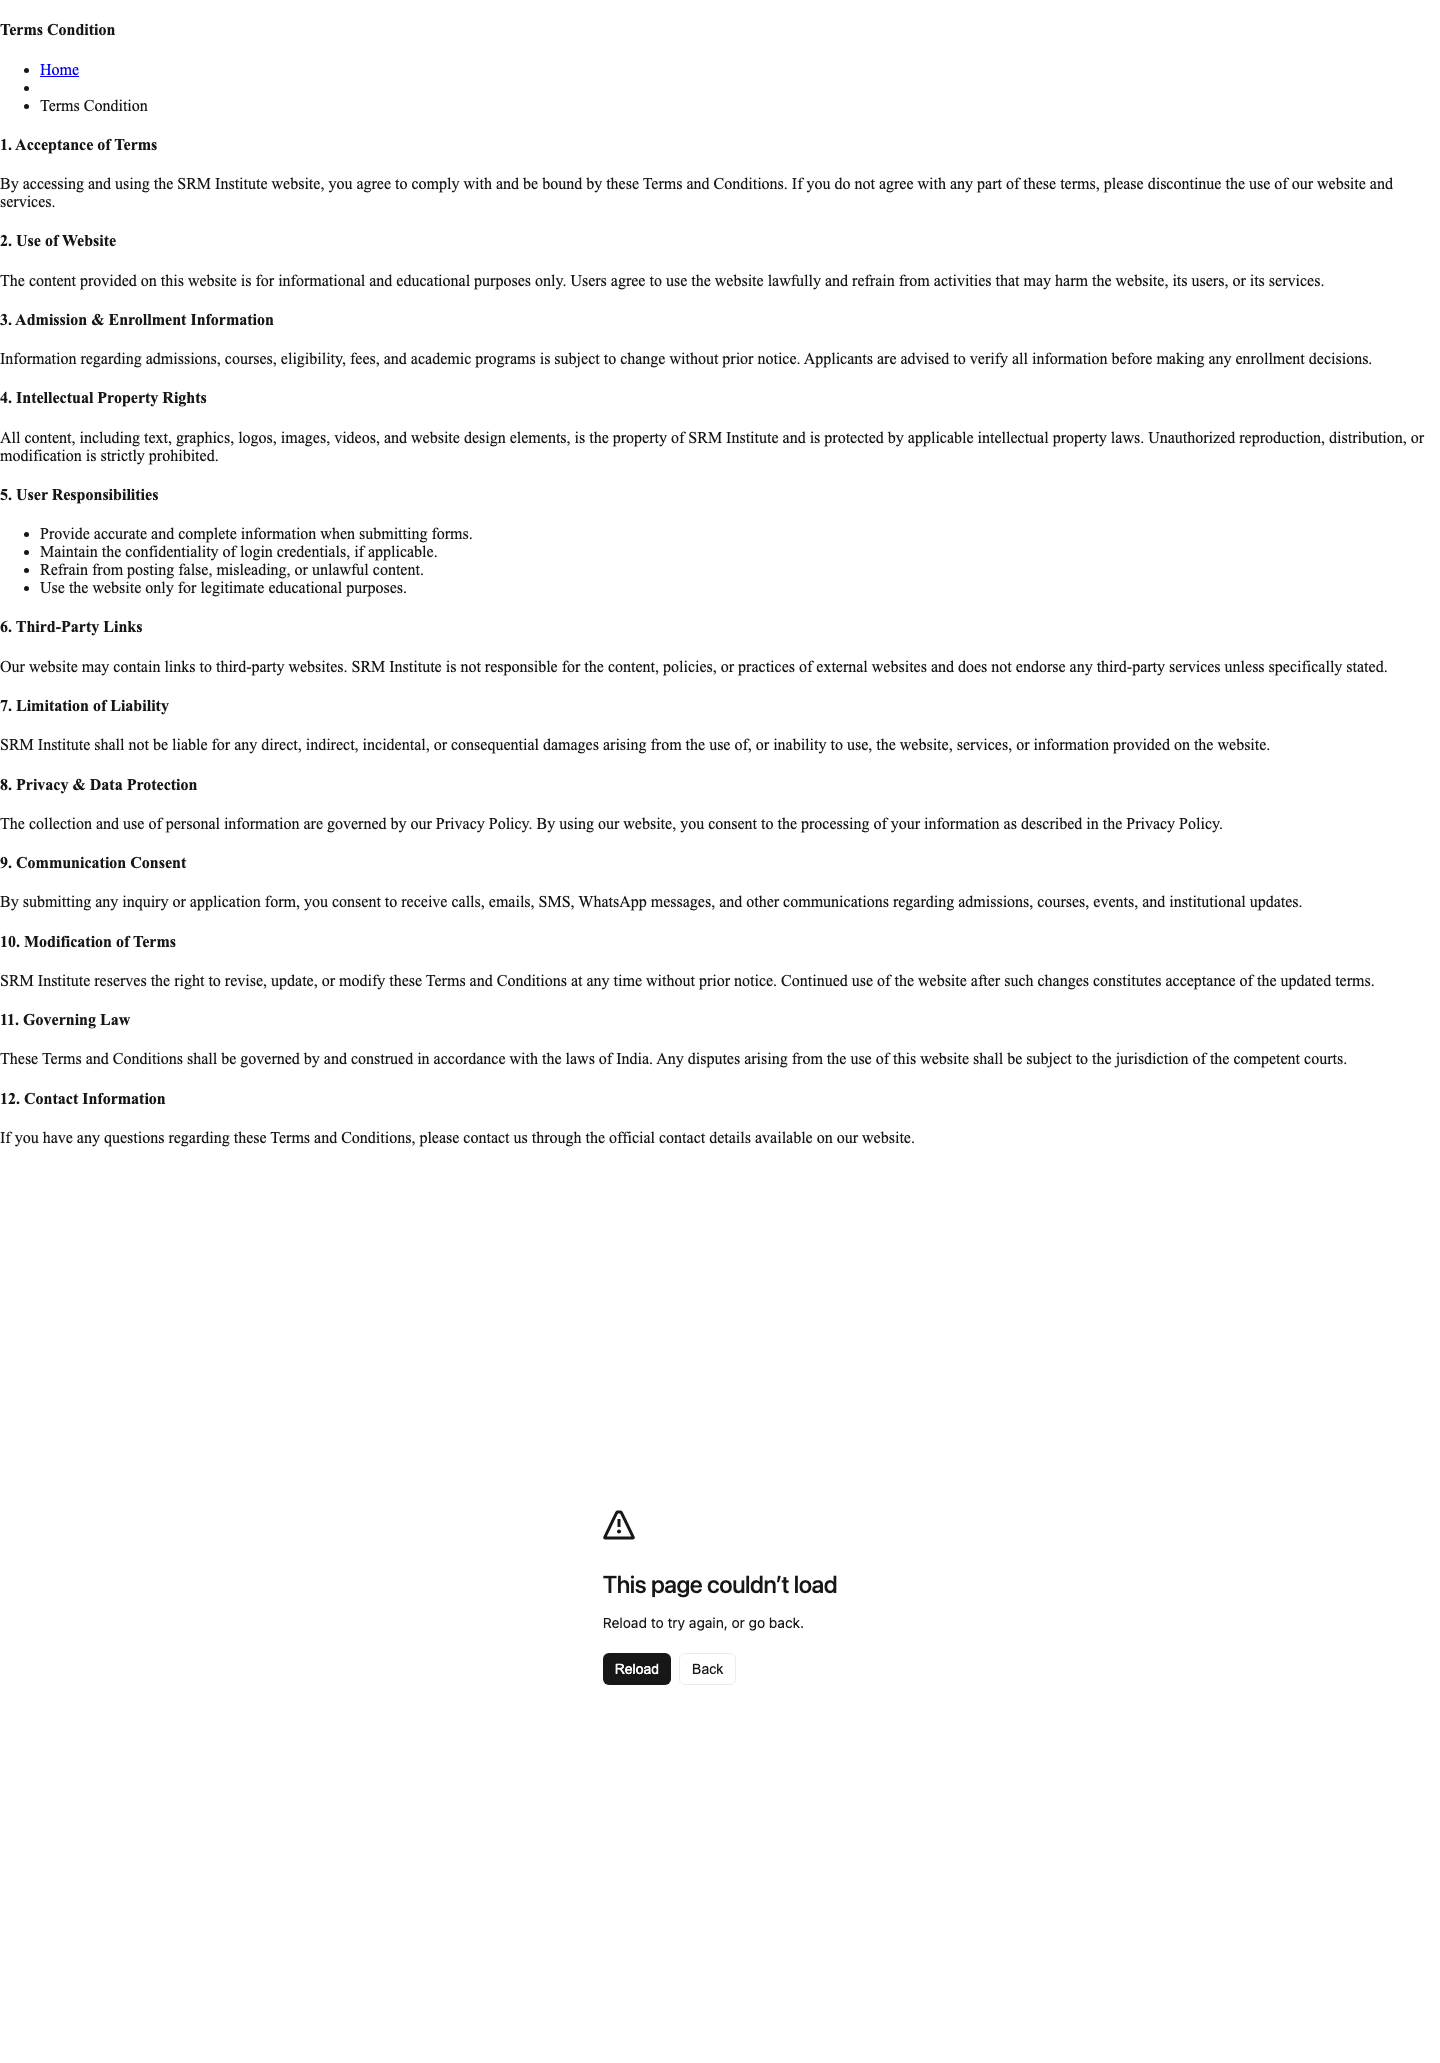 Terms Condition
Home
Terms Condition
1. Acceptance of Terms
By accessing and using the SRM Institute website, you agree to comply with and be bound by these Terms and Conditions. If you do not agree with any part of these terms, please discontinue the use of our website and
services.
2. Use of Website
The content provided on this website is for informational and educational purposes only. Users agree to use the website lawfully and refrain from activities that may harm the website, its users, or its services.
3. Admission & Enrollment Information
Information regarding admissions, courses, eligibility, fees, and academic programs is subject to change without prior notice. Applicants are advised to verify all information before making any enrollment decisions.
4. Intellectual Property Rights
All content, including text, graphics, logos, images, videos, and website design elements, is the property of SRM Institute and is protected by applicable intellectual property laws. Unauthorized reproduction, distribution, or
modification is strictly prohibited.
5. User Responsibilities
Provide accurate and complete information when submitting forms.
Maintain the confidentiality of login credentials, if applicable.
Refrain from posting false, misleading, or unlawful content.
Use the website only for legitimate educational purposes.
6. Third-Party Links
Our website may contain links to third-party websites. SRM Institute is not responsible for the content, policies, or practices of external websites and does not endorse any third-party services unless specifically stated.
7. Limitation of Liability
SRM Institute shall not be liable for any direct, indirect, incidental, or consequential damages arising from the use of, or inability to use, the website, services, or information provided on the website.
8. Privacy & Data Protection
The collection and use of personal information are governed by our Privacy Policy. By using our website, you consent to the processing of your information as described in the Privacy Policy.
9. Communication Consent
By submitting any inquiry or application form, you consent to receive calls, emails, SMS, WhatsApp messages, and other communications regarding admissions, courses, events, and institutional updates.
10. Modification of Terms
SRM Institute reserves the right to revise, update, or modify these Terms and Conditions at any time without prior notice. Continued use of the website after such changes constitutes acceptance of the updated terms.
11. Governing Law
These Terms and Conditions shall be governed by and construed in accordance with the laws of India. Any disputes arising from the use of this website shall be subject to the jurisdiction of the competent courts.
12. Contact Information
If you have any questions regarding these Terms and Conditions, please contact us through the official contact details available on our website.
This page couldn’t load
Reload to try again, or go back.
Reload Back